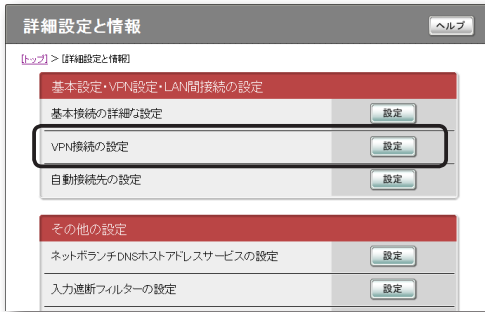 詳細設定と情報
ヘルプ
[トップ] > [詳細設定と情報]
基本設定・VPN設定・LAN間接続の設定
基本接続の詳細な設定
設定
VPN接続の設定
設定
自動接続先の設定
設定
その他の設定
ネットボランチDNSホストアドレスサービスの設定
設定
入力遮断フィルターの設定
設定